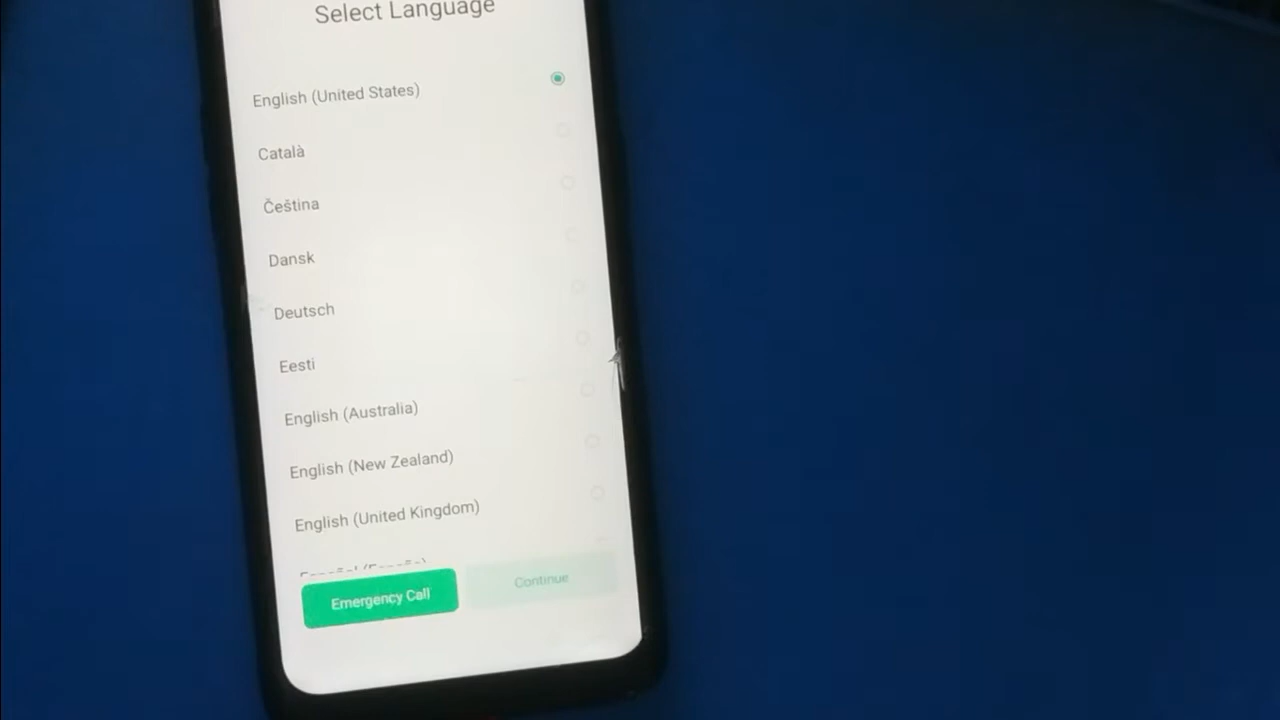 Select Language
English (United States)
Català
Čeština
Dansk
Deutsch
Eesti
English (Australia)
English (New Zealand)
English (United Kingdom)
Emergency Call
Continue